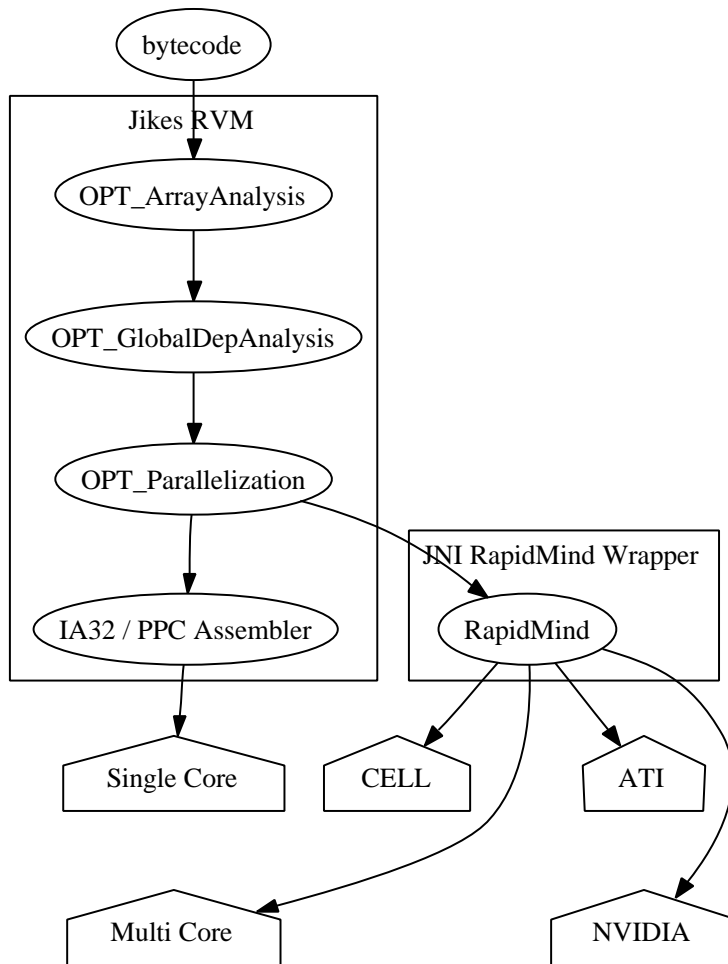 bytecode
Jikes RVM
OPT_ArrayAnalysis
OPT_GlobalDepAnalysis
OPT_Parallelization
JNI RapidMind Wrapper
IA32 / PPC Assembler
RapidMind
Single Core
CELL
ATI
Multi Core
NVIDIA